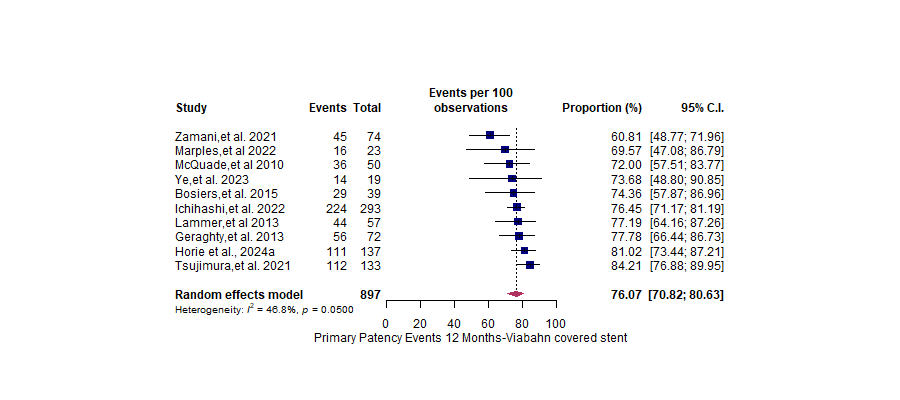 Events per 100
Study Events Total observations Proportion (%) 95% C.I.
Zamani,et al. 2021 45 74 60.81 [48.77; 71.96]
Marples,et al 2022 16 23 69.57 [47.08; 86.79]
McQuade,et al 2010 36 50 72.00 [57.51; 83.77]
Ye,et al. 2023 14 19 73.68 [48.80; 90.85]
Bosiers,et al. 2015 29 39 74.36 [57.87; 86.96]
Ichihashi,et al. 2022 224 293 76.45 [71.17; 81.19]
Lammer,et al 2013 44 57 77.19 [64.16; 87.26]
Geraghty,et al. 2013 56 72 77.78 [66.44; 86.73]
Horie et al., 2024a 111 137 81.02 [73.44; 87.21]
Tsujimura,et al. 2021 112 133 84.21 [76.88; 89.95]
Random effects model 897 76.07 [70.82; 80.63]
Heterogeneity: I² = 46.8%, p = 0.0500
0 20 40 60 80 100
Primary Patency Events 12 Months-Viabahn covered stent